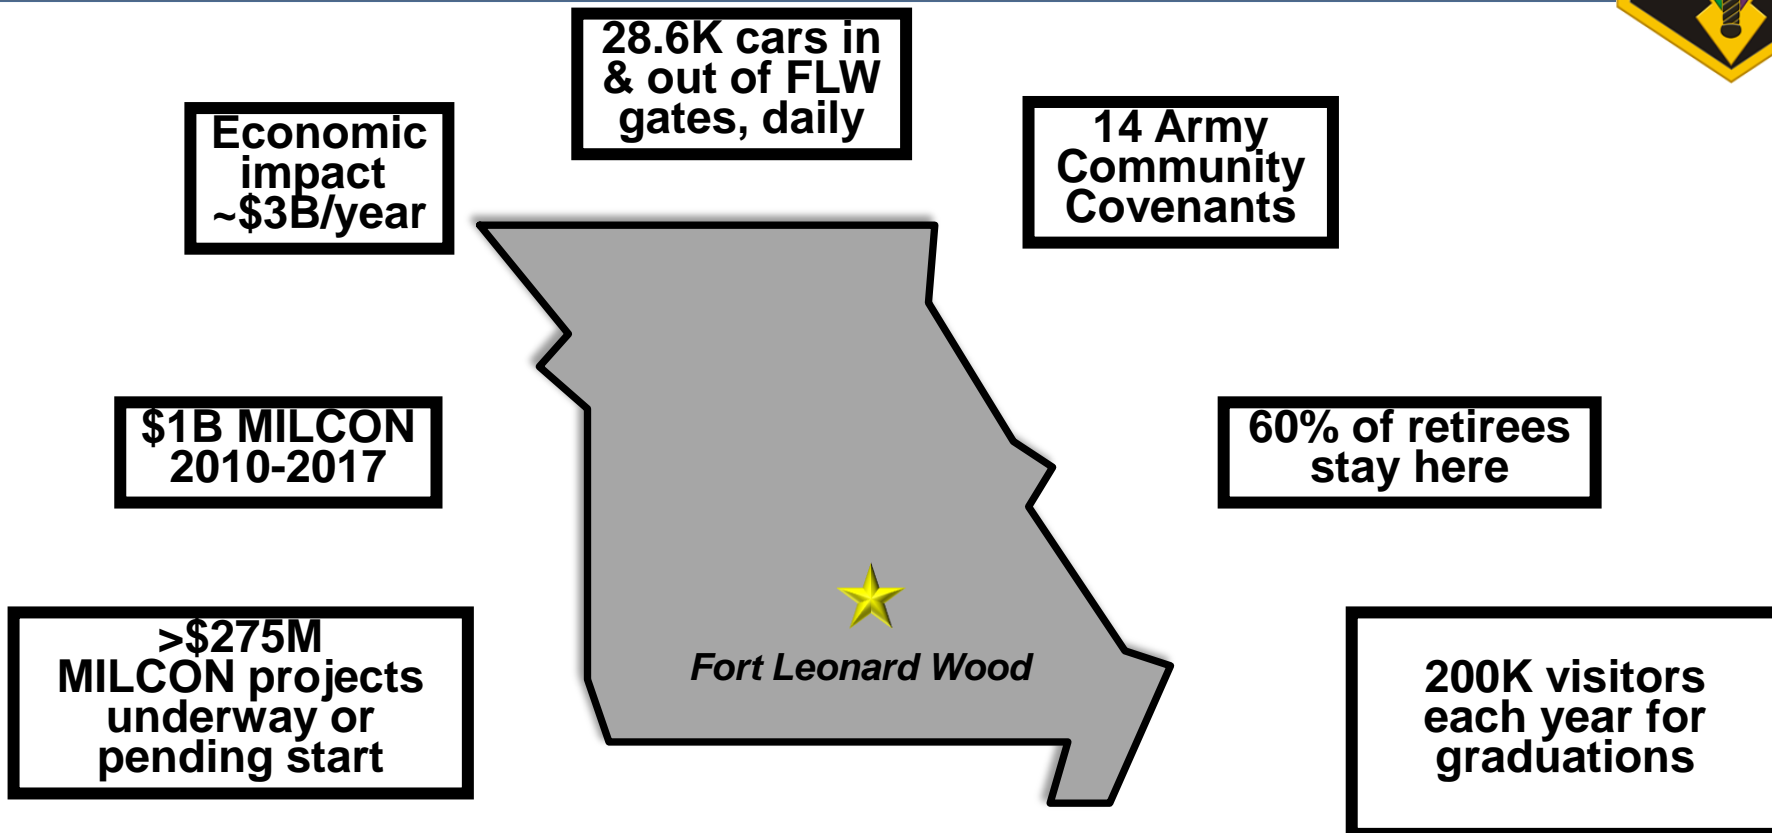 28.6K cars in
& out of FLW
gates, daily
Economic
impact
~$3B/year
14 Army
Community
Covenants
$1B MILCON
2010-2017
60% of retirees
stay here
>$275M
MILCON projects
underway or
pending start
Fort Leonard Wood
200K visitors
each year for
graduations